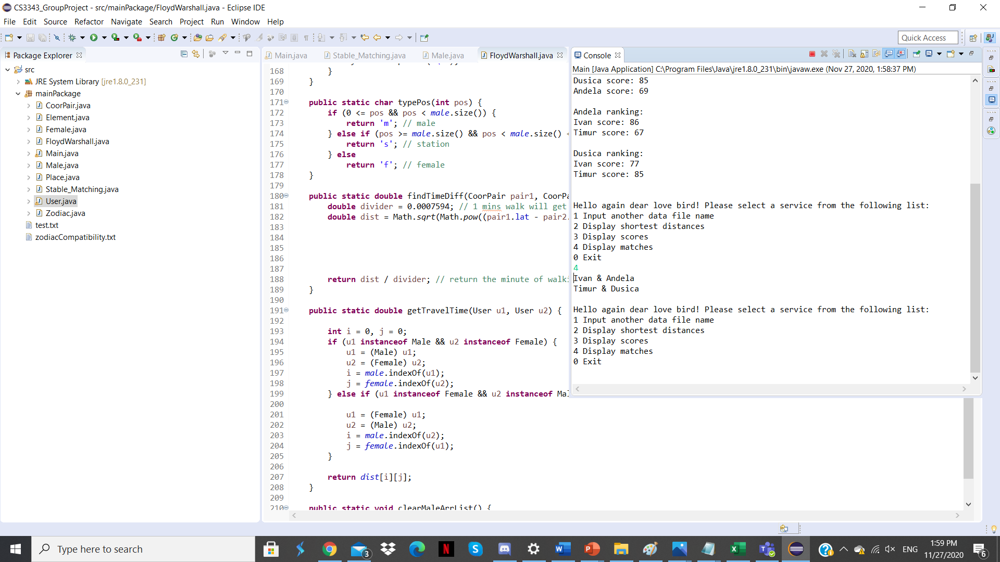 CS3343_GroupProject - src/mainPackage/FloydWarshall.java - Eclipse IDE
File Edit Source Refactor Navigate Search Project Run Window Help
Quick Access
Package Explorer
src
JRE System Library [jre1.8.0_231]
mainPackage
CoorPair.java
Element.java
Female.java
FloydWarshall.java
Main.java
Male.java
Place.java
Stable_Matching.java
User.java
Zodiac.java
test.txt
zodiacCompatibility.txt
Main.java Stable_Matching.java Male.java FloydWarshall.java
168 }
169 }
170
171 public static char typePos(int pos) {
172 if (0 <= pos && pos < male.size()) {
173 return 'm'; // male
174 } else if (pos >= male.size() && pos < male.size()
175 return 's'; // station
176 } else
177 return 'f'; // female
178 }
179
180 public static double findTimeDiff(CoorPair pair1, CoorPa
181 double divider = 0.0007594; // 1 mins walk will get
182 double dist = Math.sqrt(Math.pow((pair1.lat - pair2.
183
184
185
186
187
188 return dist / divider; // return the minute of walki
189 }
190
191 public static double getTravelTime(User u1, User u2) {
192
193 int i = 0, j = 0;
194 if (u1 instanceof Male && u2 instanceof Female) {
195 u1 = (Male) u1;
196 u2 = (Female) u2;
197 i = male.indexOf(u1);
198 j = female.indexOf(u2);
199 } else if (u1 instanceof Female && u2 instanceof Mal
200
201 u1 = (Female) u1;
202 u2 = (Male) u2;
203 i = male.indexOf(u2);
204 j = female.indexOf(u1);
205 }
206
207 return dist[i][j];
208 }
209
210 public static void clearMaleArrList() {
Console
Main [Java Application] C:\Program Files\Java\jre1.8.0_231\bin\javaw.exe (Nov 27, 2020, 1:58:37 PM)
Dusica score: 85
Andela score: 69
Andela ranking:
Ivan score: 86
Timur score: 67
Dusica ranking:
Ivan score: 77
Timur score: 85
Hello again dear love bird! Please select a service from the following list:
1 Input another data file name
2 Display shortest distances
3 Display scores
4 Display matches
0 Exit
4
Ivan & Andela
Timur & Dusica
Hello again dear love bird! Please select a service from the following list:
1 Input another data file name
2 Display shortest distances
3 Display scores
4 Display matches
0 Exit
Type here to search
3
ENG
1:59 PM
11/27/2020
6